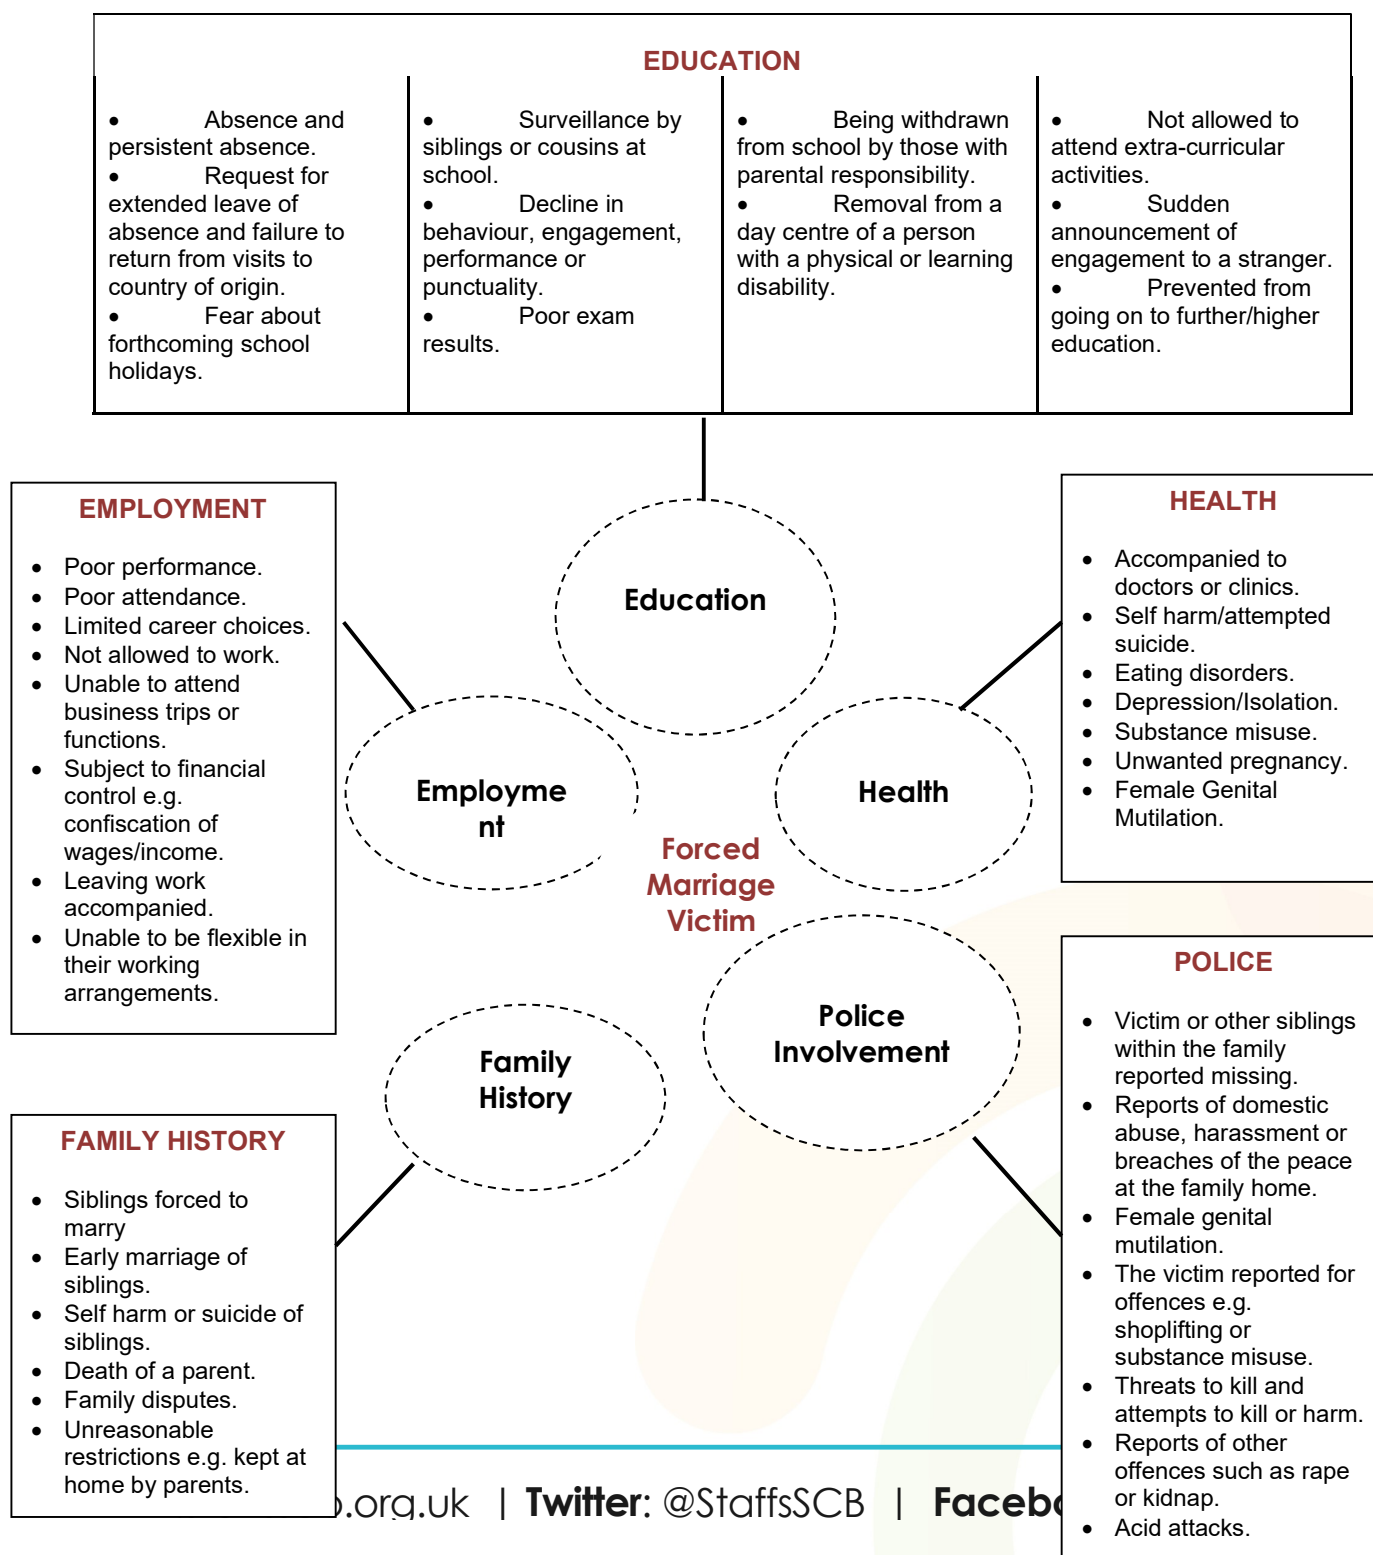 EDUCATION
• Absence and
persistent absence.
• Request for
extended leave of
absence and failure to
return from visits to
country of origin.
• Fear about
forthcoming school
holidays.
• Surveillance by
siblings or cousins at
school.
• Decline in
behaviour, engagement,
performance or
punctuality.
• Poor exam
results.
• Being withdrawn
from school by those with
parental responsibility.
• Removal from a
day centre of a person
with a physical or learning
disability.
• Not allowed to
attend extra-curricular
activities.
• Sudden
announcement of
engagement to a stranger.
• Prevented from
going on to further/higher
education.
EMPLOYMENT
• Poor performance.
• Poor attendance.
• Limited career choices.
• Not allowed to work.
• Unable to attend
business trips or
functions.
• Subject to financial
control e.g.
confiscation of
wages/income.
• Leaving work
accompanied.
• Unable to be flexible in
their working
arrangements.
Education
Employme
nt
Health
Forced
Marriage
Victim
Police
Involvement
Family
History
HEALTH
• Accompanied to
doctors or clinics.
• Self harm/attempted
suicide.
• Eating disorders.
• Depression/Isolation.
• Substance misuse.
• Unwanted pregnancy.
• Female Genital
Mutilation.
FAMILY HISTORY
• Siblings forced to
marry
• Early marriage of
siblings.
• Self harm or suicide of
siblings.
• Death of a parent.
• Family disputes.
• Unreasonable
restrictions e.g. kept at
home by parents.
POLICE
• Victim or other siblings
within the family
reported missing.
• Reports of domestic
abuse, harassment or
breaches of the peace
at the family home.
• Female genital
mutilation.
• The victim reported for
offences e.g.
shoplifting or
substance misuse.
• Threats to kill and
attempts to kill or harm.
• Reports of other
offences such as rape
or kidnap.
• Acid attacks.
.org.uk | Twitter: @StaffsSCB | Facebo